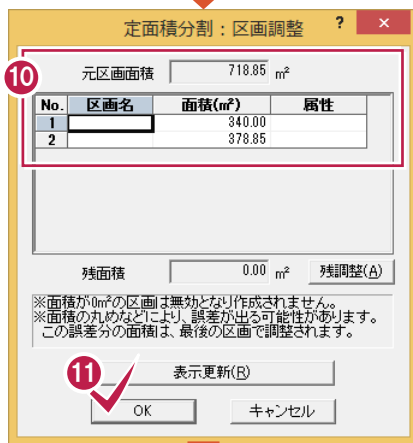 定面積分割：区画調整 ? ×
10
元区画面積 718.85 m²
No. 区画名 面積(m²) 属性
1 340.00
2 378.85
残面積 0.00 m² 残調整(A)
※面積が0m²の区画は無効となり作成されません。
※面積の丸めなどにより、誤差が出る可能性があります。
この誤差分の面積は、最後の区画で調整されます。
11
表示更新(R)
OK キャンセル